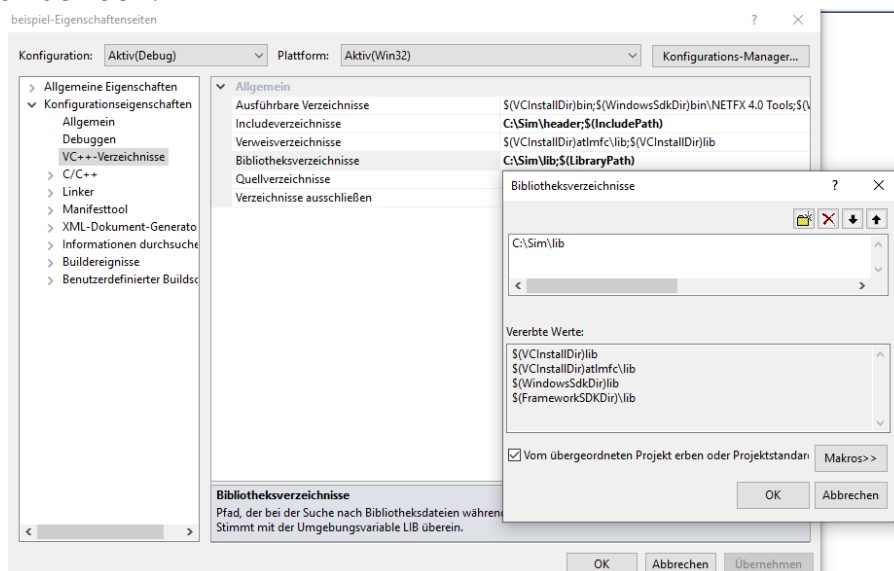 beispiel-Eigenschaftenseiten
Konfiguration: Aktiv(Debug) Plattform: Aktiv(Win32) Konfigurations-Manager...
Allgemeine Eigenschaften
Konfigurationseigenschaften
Allgemein
Debuggen
VC++-Verzeichnisse
C/C++
Linker
Manifesttool
XML-Dokument-Generato
Informationen durchsuche
Buildereignisse
Benutzerdefinierter Buildsc
Allgemein
Ausführbare Verzeichnisse $(VCInstallDir)bin;$(WindowsSdkDir)bin\NETFX 4.0 Tools;$(\
Includeverzeichnisse C:\Sim\header;$(IncludePath)
Verweisverzeichnisse $(VCInstallDir)atlmfc\lib;$(VCInstallDir)lib
Bibliotheksverzeichnisse C:\Sim\lib;$(LibraryPath)
Quellverzeichnisse
Verzeichnisse ausschließen
Bibliotheksverzeichnisse
Pfad, der bei der Suche nach Bibliotheksdateien währen
Stimmt mit der Umgebungsvariable LIB überein.
OK Abbrechen Übernehmen
Bibliotheksverzeichnisse
C:\Sim\lib
Vererbte Werte:
$(VCInstallDir)lib
$(VCInstallDir)atlmfc\lib
$(WindowsSdkDir)lib
$(FrameworkSDKDir)\lib
Vom übergeordneten Projekt erben oder Projektstandar Makros>>
OK Abbrechen